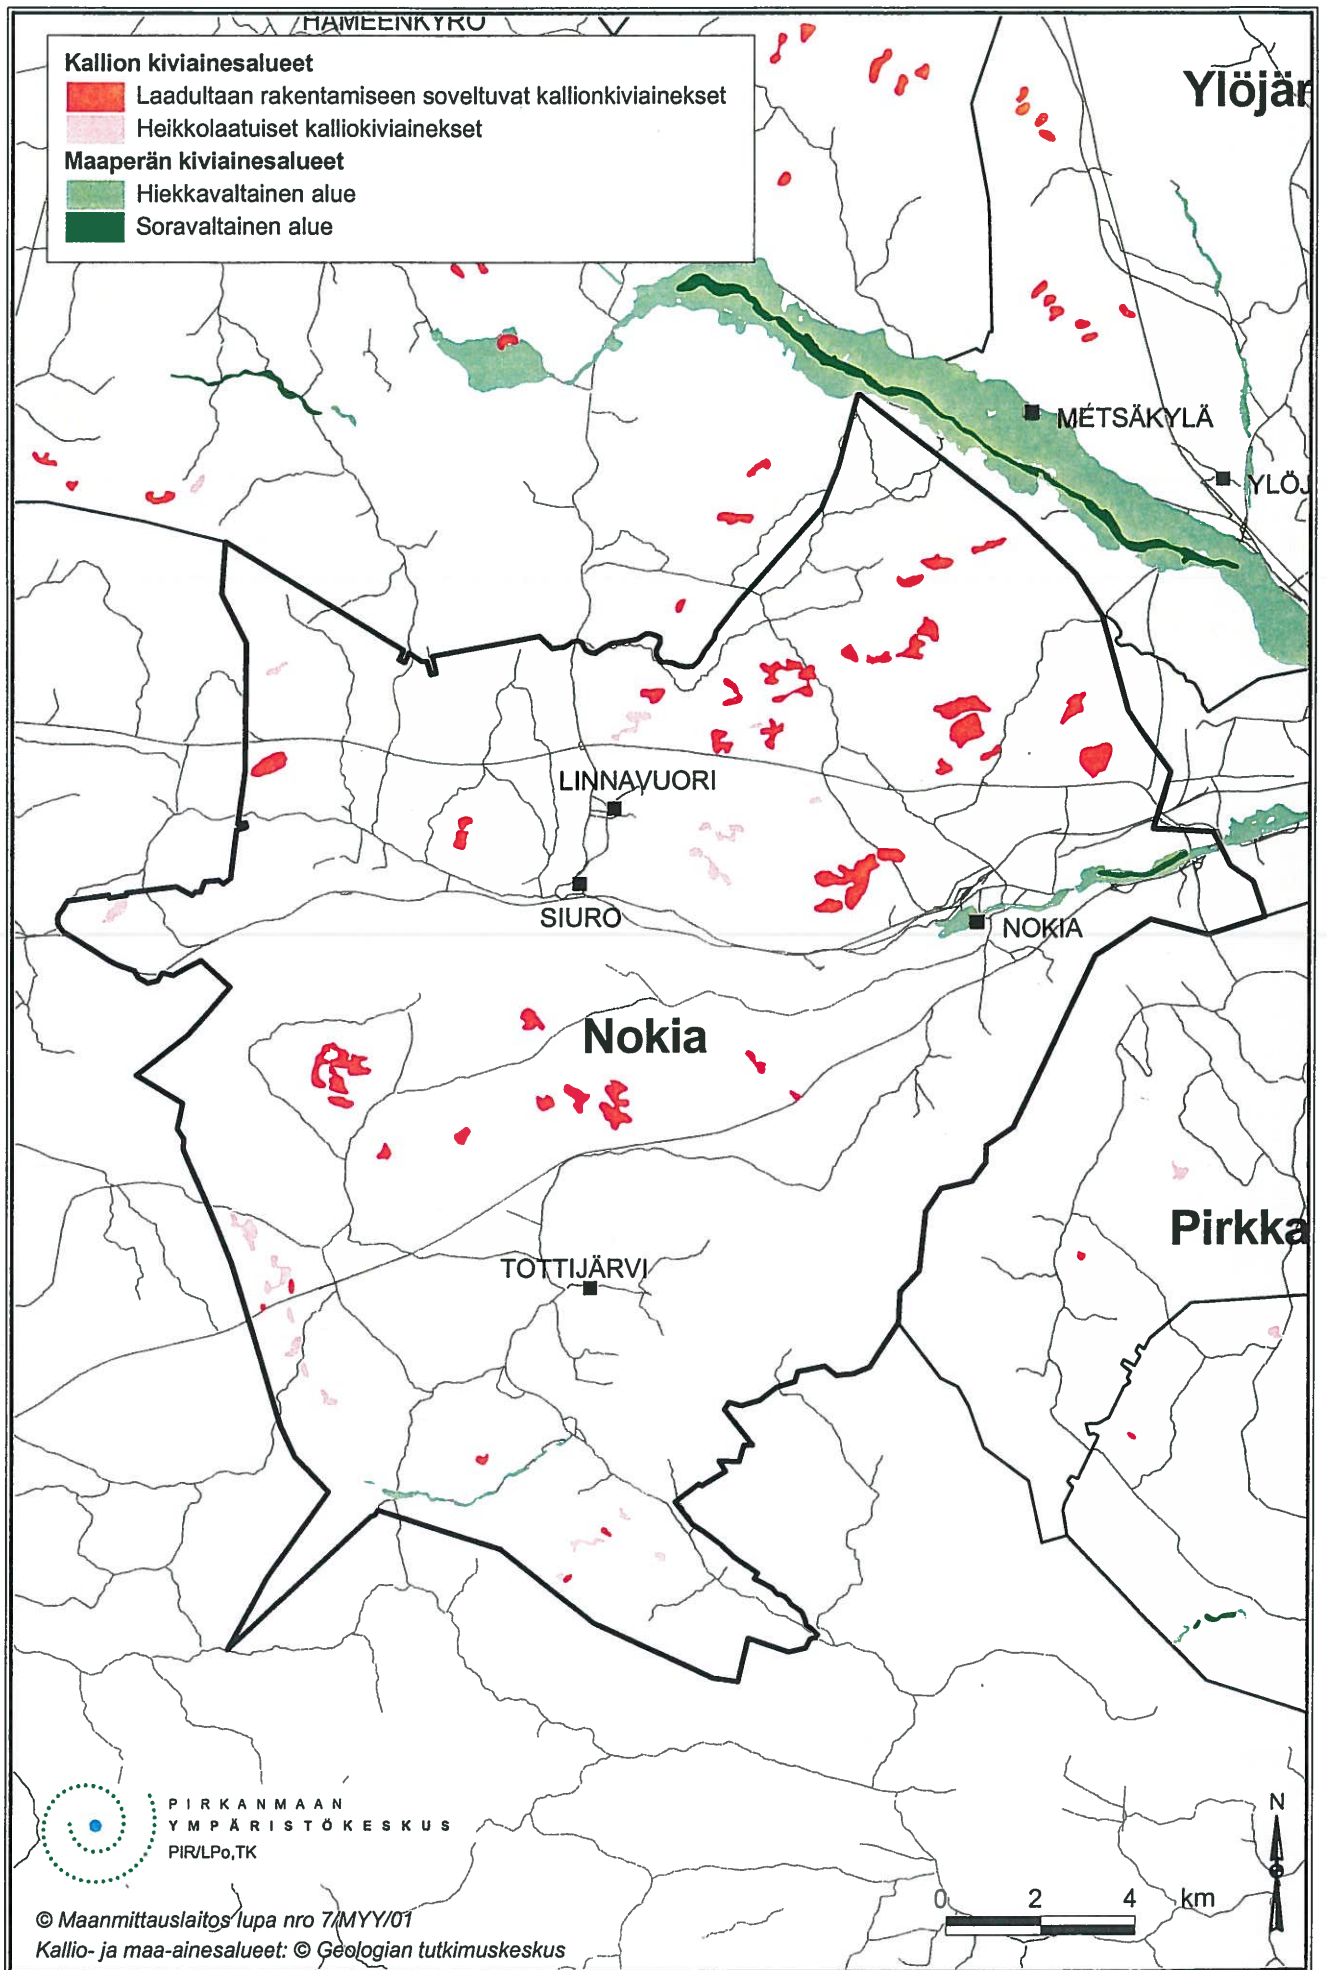 HÄMEENKYRÖ
Kallion kiviainesalueet
Laadultaan rakentamiseen soveltuvat kallionkiviainekset
Heikkolaatuiset kalliokiviainekset
Maaperän kiviainesalueet
Hiekkavaltainen alue
Soravaltainen alue
Ylöjär
METSÄKYLÄ
YLÖJ
LINNAVUORI
SIURO
NOKIA
Nokia
Pirkka
TOTTIJÄRVI
PIRKANMAAN
YMPÄRISTÖKESKUS
PIR/LPo,TK
N
0 2 4 km
© Maanmittauslaitos lupa nro 7/MYY/01
Kallio- ja maa-ainesalueet: © Geologian tutkimuskeskus